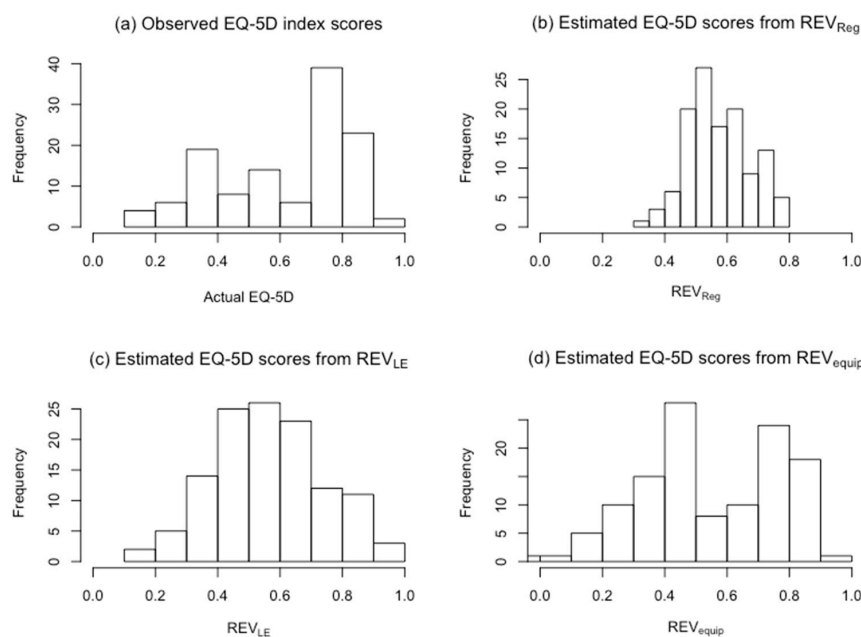 (a) Observed EQ-5D index scores
Frequency
40
30
20
10
0
0.0 0.2 0.4 0.6 0.8 1.0
Actual EQ-5D
(b) Estimated EQ-5D scores from REVReg
Frequency
25
20
15
10
5
0
0.0 0.2 0.4 0.6 0.8 1.0
REVReg
(c) Estimated EQ-5D scores from REVLE
Frequency
25
20
15
10
5
0
0.0 0.2 0.4 0.6 0.8 1.0
REVLE
(d) Estimated EQ-5D scores from REVequip
Frequency
20
10
5
0
0.0 0.2 0.4 0.6 0.8 1.0
REVequip